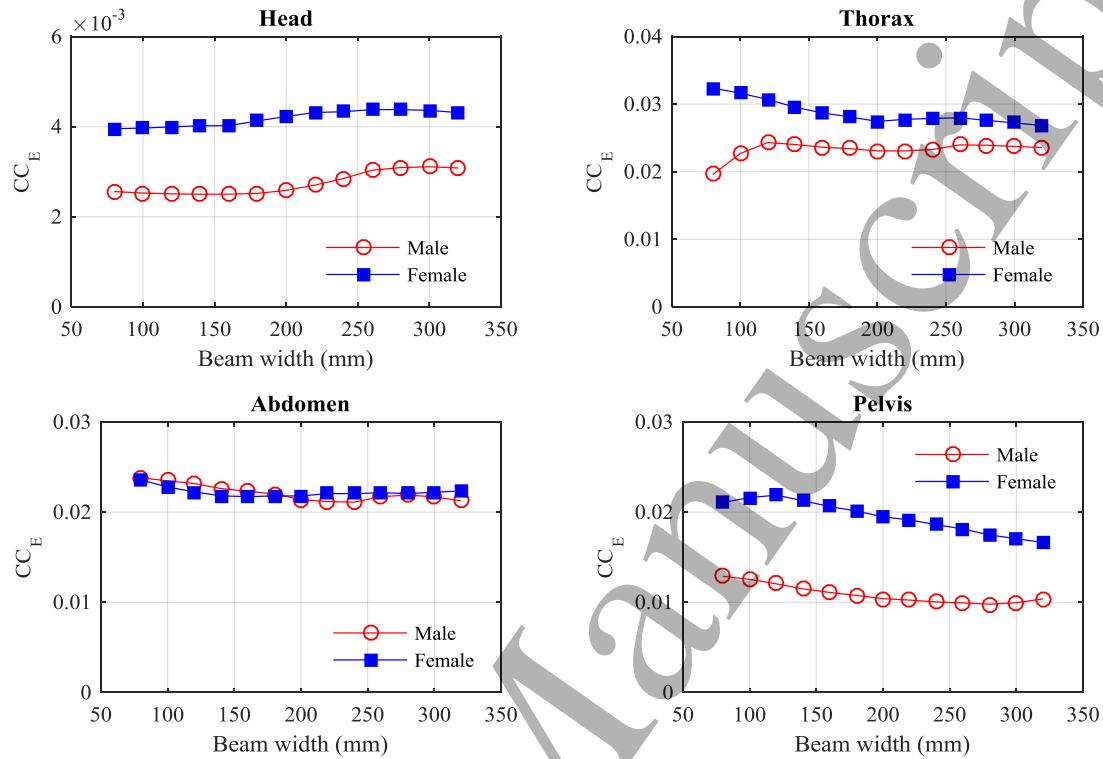 Head
×10⁻³
6
4
2
0
CC_E
Male
Female
50 100 150 200 250 300 350
Beam width (mm)
Thorax
0.04
0.03
0.02
0.01
0
CC_E
Male
Female
50 100 150 200 250 300 350
Beam width (mm)
Abdomen
0.03
0.02
0.01
0
CC_E
Male
Female
50 100 150 200 250 300 350
Beam width (mm)
Pelvis
0.03
0.02
0.01
0
CC_E
Male
Female
50 100 150 200 250 300 350
Beam width (mm)
Manuscrip